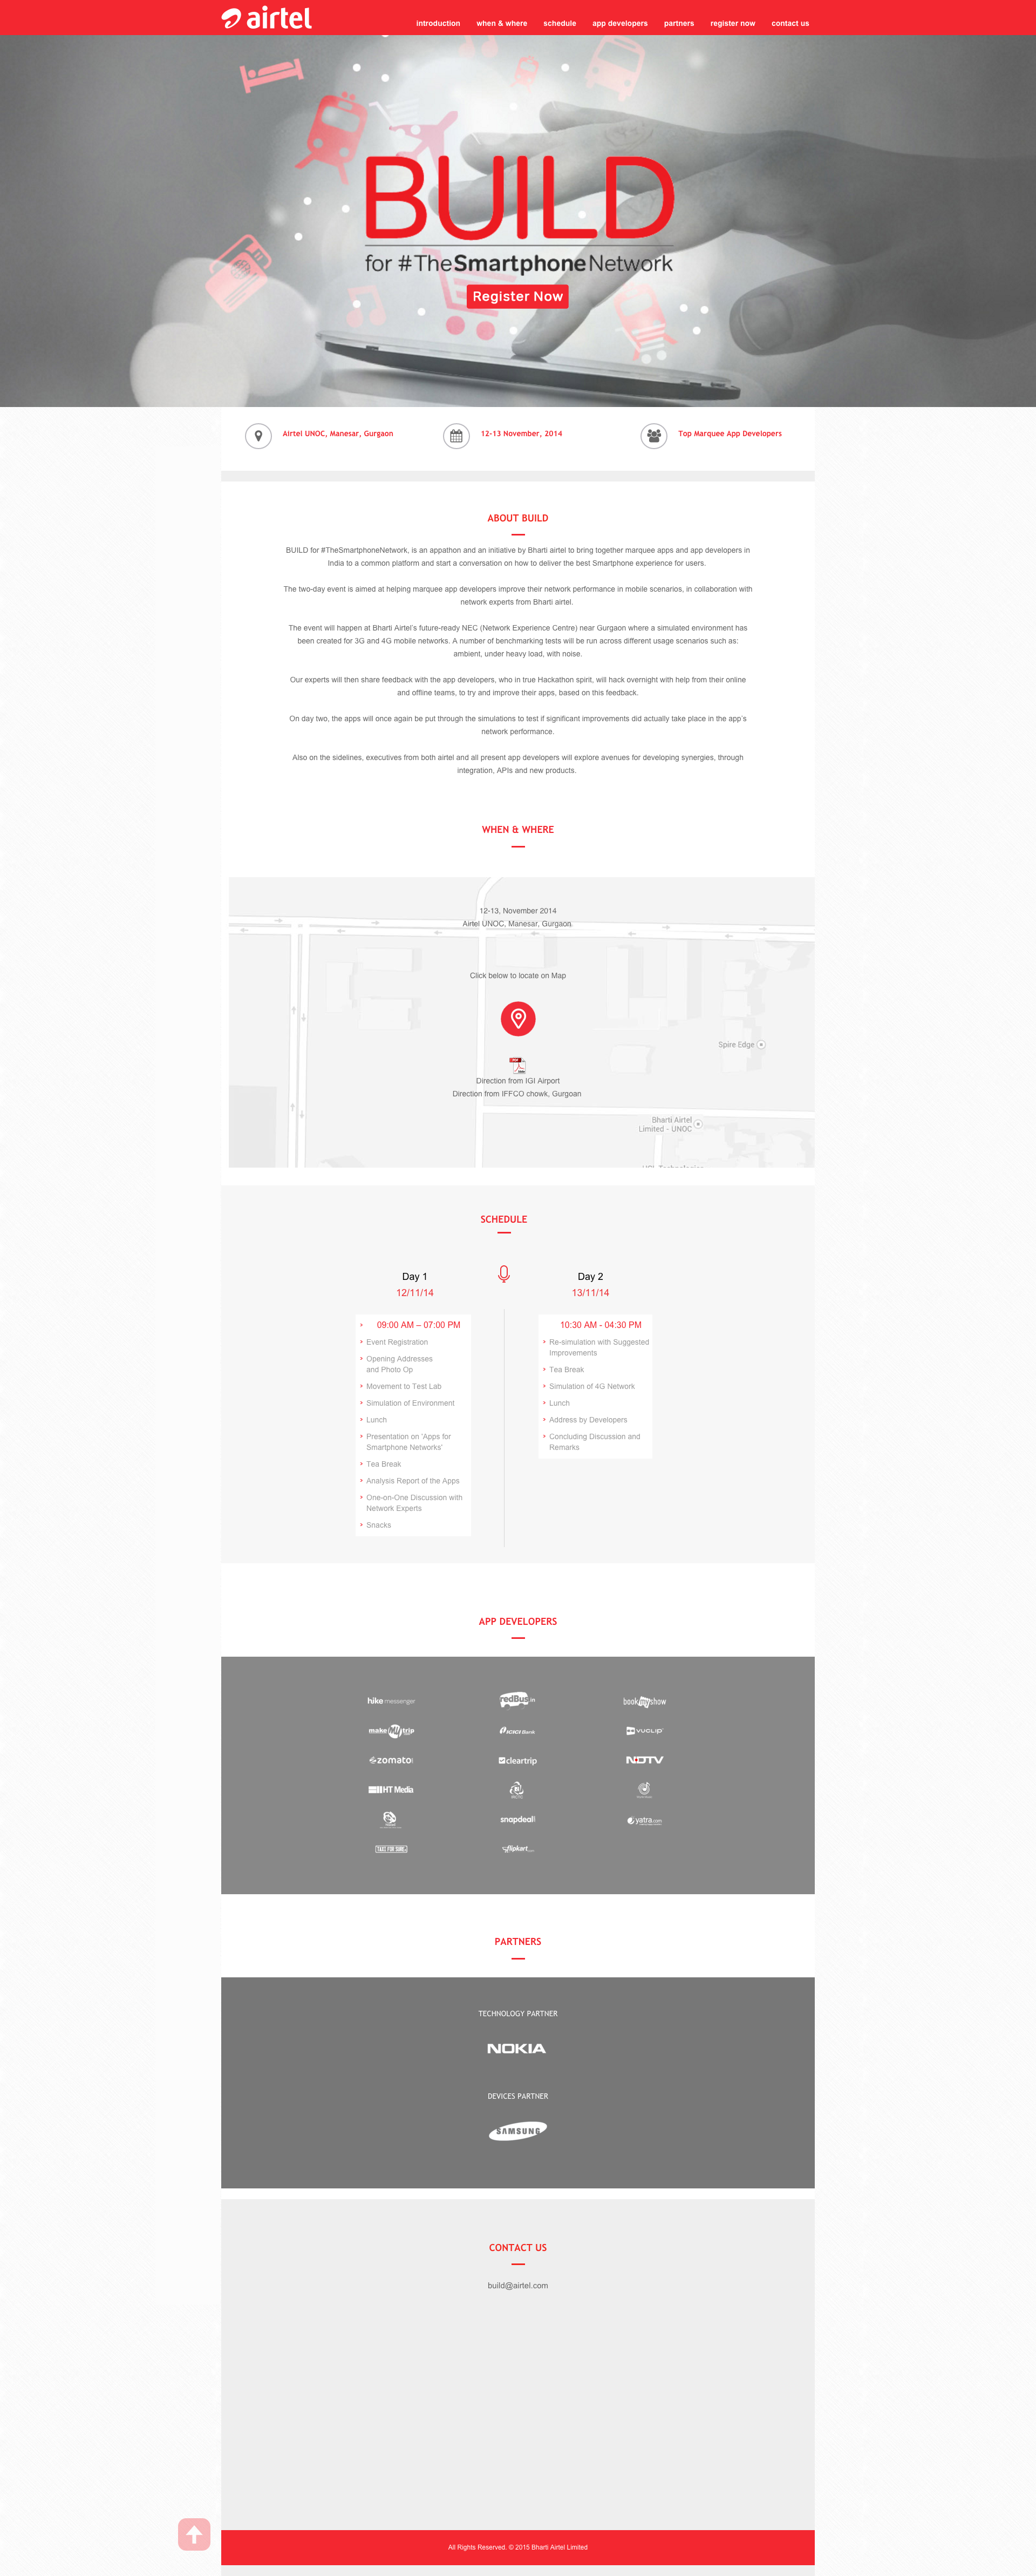 airtel
introduction when & where schedule app developers partners register now contact us
BUILD
for #TheSmartphoneNetwork
Register Now
Airtel UNOC, Manesar, Gurgaon
12-13 November, 2014
Top Marquee App Developers
ABOUT BUILD
BUILD for #TheSmartphoneNetwork, is an appathon and an initiative by Bharti airtel to bring together marquee apps and app developers in
India to a common platform and start a conversation on how to deliver the best Smartphone experience for users.
The two-day event is aimed at helping marquee app developers improve their network performance in mobile scenarios, in collaboration with
network experts from Bharti airtel.
The event will happen at Bharti Airtel's future-ready NEC (Network Experience Centre) near Gurgaon where a simulated environment has
been created for 3G and 4G mobile networks. A number of benchmarking tests will be run across different usage scenarios such as:
ambient, under heavy load, with noise.
Our experts will then share feedback with the app developers, who in true Hackathon spirit, will hack overnight with help from their online
and offline teams, to try and improve their apps, based on this feedback.
On day two, the apps will once again be put through the simulations to test if significant improvements did actually take place in the app's
network performance.
Also on the sidelines, executives from both airtel and all present app developers will explore avenues for developing synergies, through
integration, APIs and new products.
WHEN & WHERE
12-13, November 2014
Airtel UNOC, Manesar, Gurgaon.
Click below to locate on Map
Spire Edge
Direction from IGI Airport
Direction from IFFCO chowk, Gurgoan
Bharti Airtel
Limited - UNOC
SCHEDULE
Day 1
12/11/14
09:00 AM – 07:00 PM
Event Registration
Opening Addresses
and Photo Op
Movement to Test Lab
Simulation of Environment
Lunch
Presentation on 'Apps for
Smartphone Networks'
Tea Break
Analysis Report of the Apps
One-on-One Discussion with
Network Experts
Snacks
Day 2
13/11/14
10:30 AM - 04:30 PM
Re-simulation with Suggested
Improvements
Tea Break
Simulation of 4G Network
Lunch
Address by Developers
Concluding Discussion and
Remarks
APP DEVELOPERS
hike messenger
redBus.in
bookmyshow
make my trip
ICICI Bank
vuclip
zomato
cleartrip
NDTV
HT Media
snapdeal
yatra.com
TAXI FOR SURE
flipkart
PARTNERS
TECHNOLOGY PARTNER
NOKIA
DEVICES PARTNER
SAMSUNG
CONTACT US
build@airtel.com
All Rights Reserved. © 2015 Bharti Airtel Limited